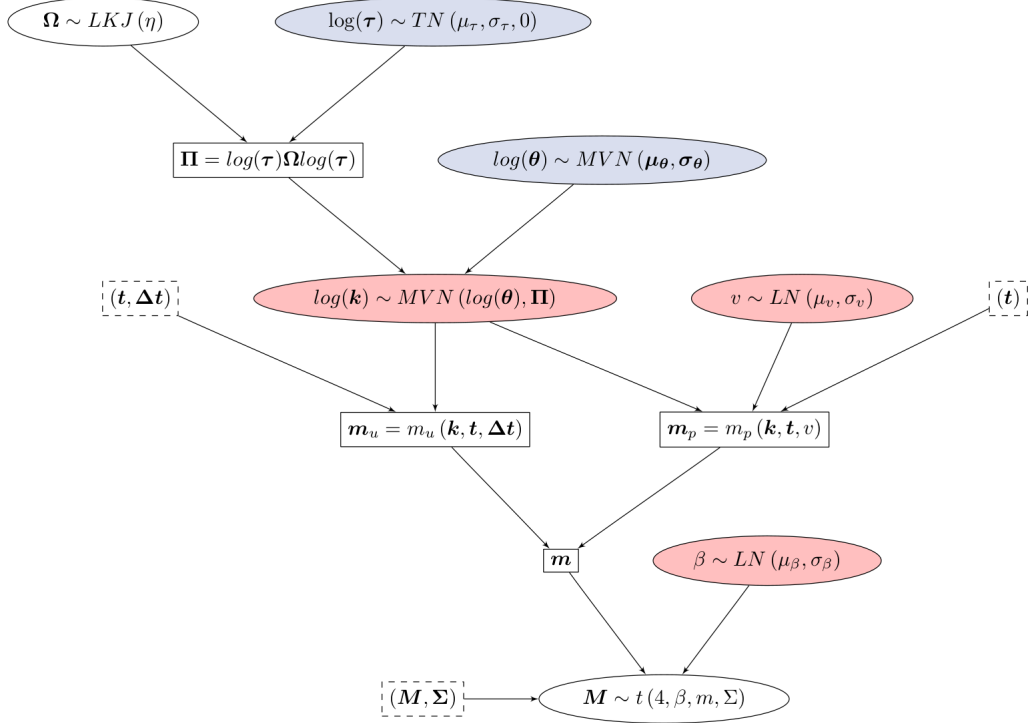 𝛀 ∼ LKJ (η)
log(𝝉) ∼ TN (μ_τ, σ_τ, 0)
𝚷 = log(𝝉)𝛀log(𝝉)
log(𝜽) ∼ MVN (𝝁_𝜽, 𝝈_𝜽)
(𝒕, 𝚫𝒕)
log(𝒌) ∼ MVN (log(𝜽), 𝚷)
v ∼ LN (μ_v, σ_v)
(𝒕)
𝒎_u = m_u (𝒌, 𝒕, 𝚫𝒕)
𝒎_p = m_p (𝒌, 𝒕, v)
𝒎
β ∼ LN (μ_β, σ_β)
(𝑴, 𝚺)
𝑴 ∼ t (4, β, m, Σ)